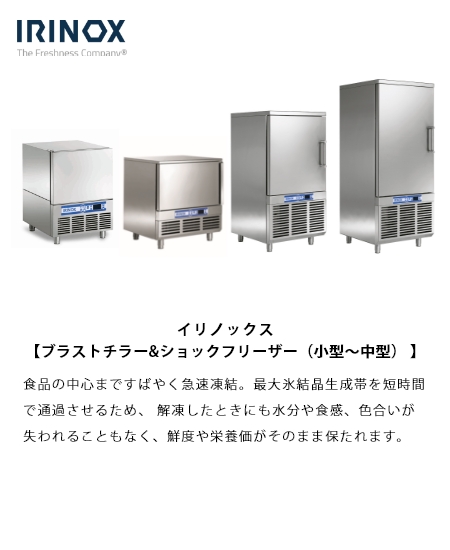 IRINOX
The Freshness Company®
イリノックス
【ブラストチラー&ショックフリーザー（小型〜中型） 】
食品の中心まですばやく急速凍結。最大氷結晶生成帯を短時間
で通過させるため、 解凍したときにも水分や食感、色合いが
失われることもなく、鮮度や栄養価がそのまま保たれます。